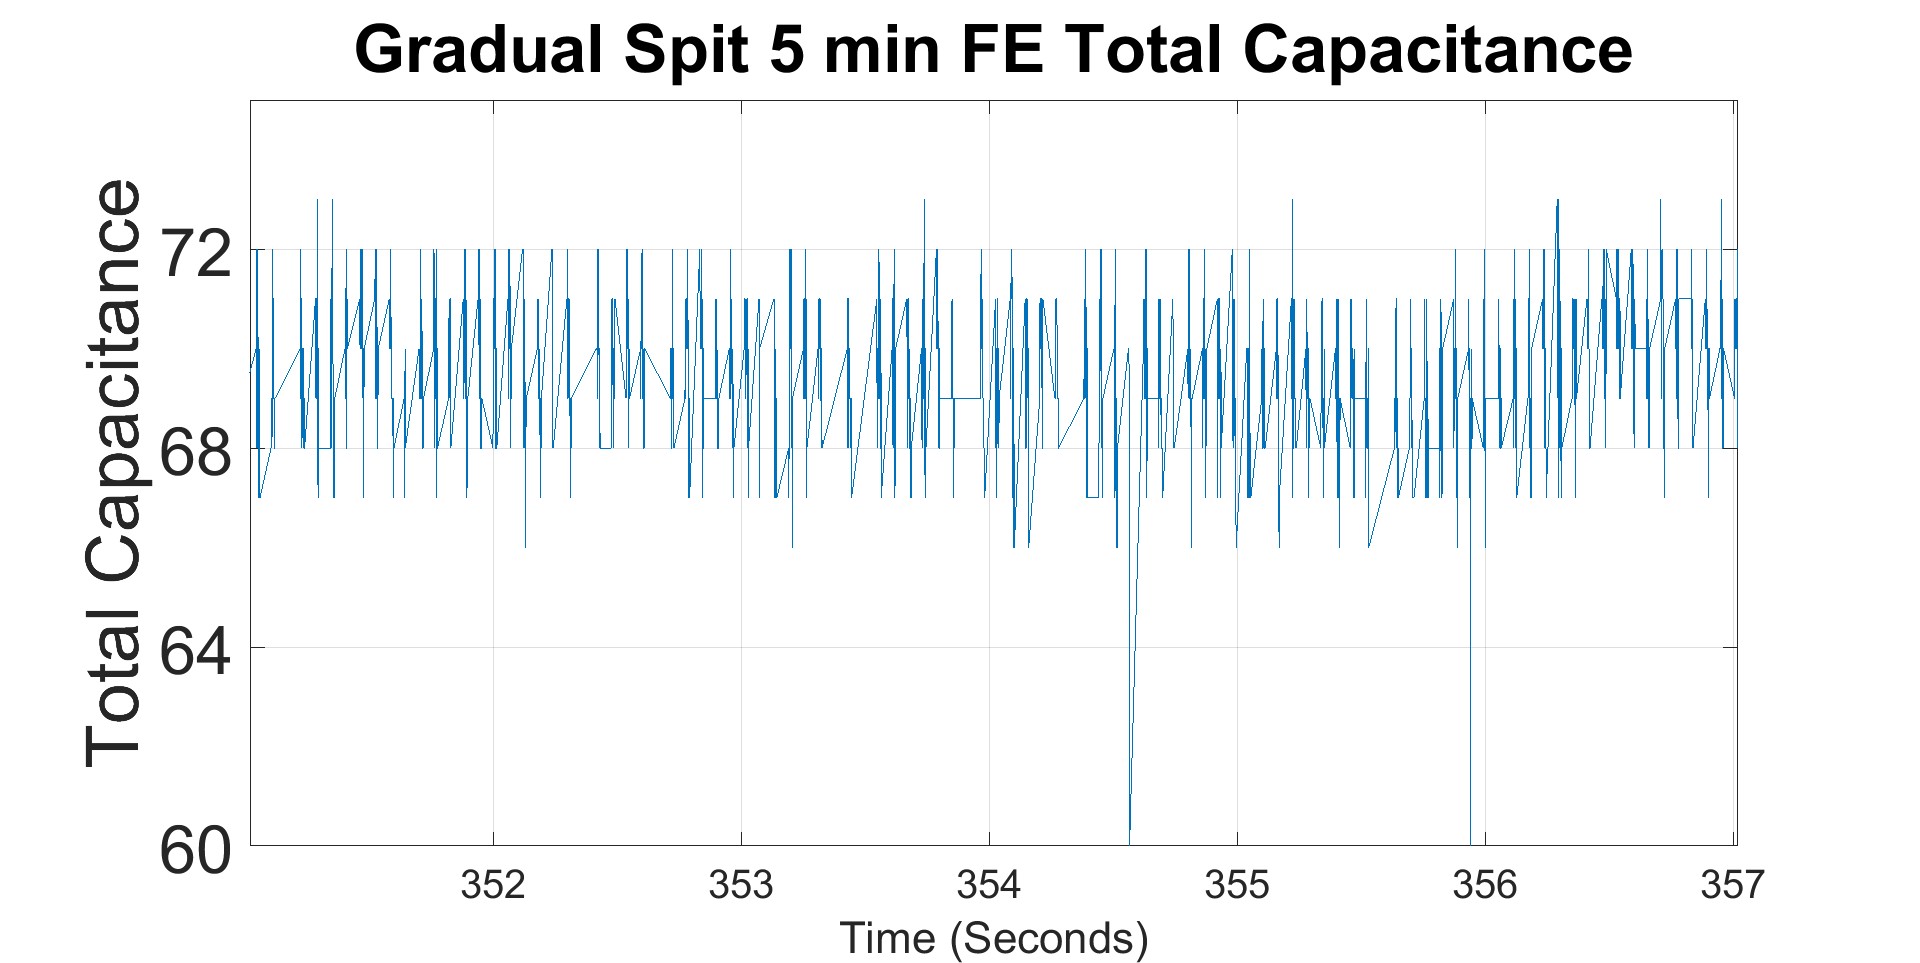 Gradual Spit 5 min FE Total Capacitance
Total Capacitance
72
68
64
60
352 353 354 355 356 357
Time (Seconds)